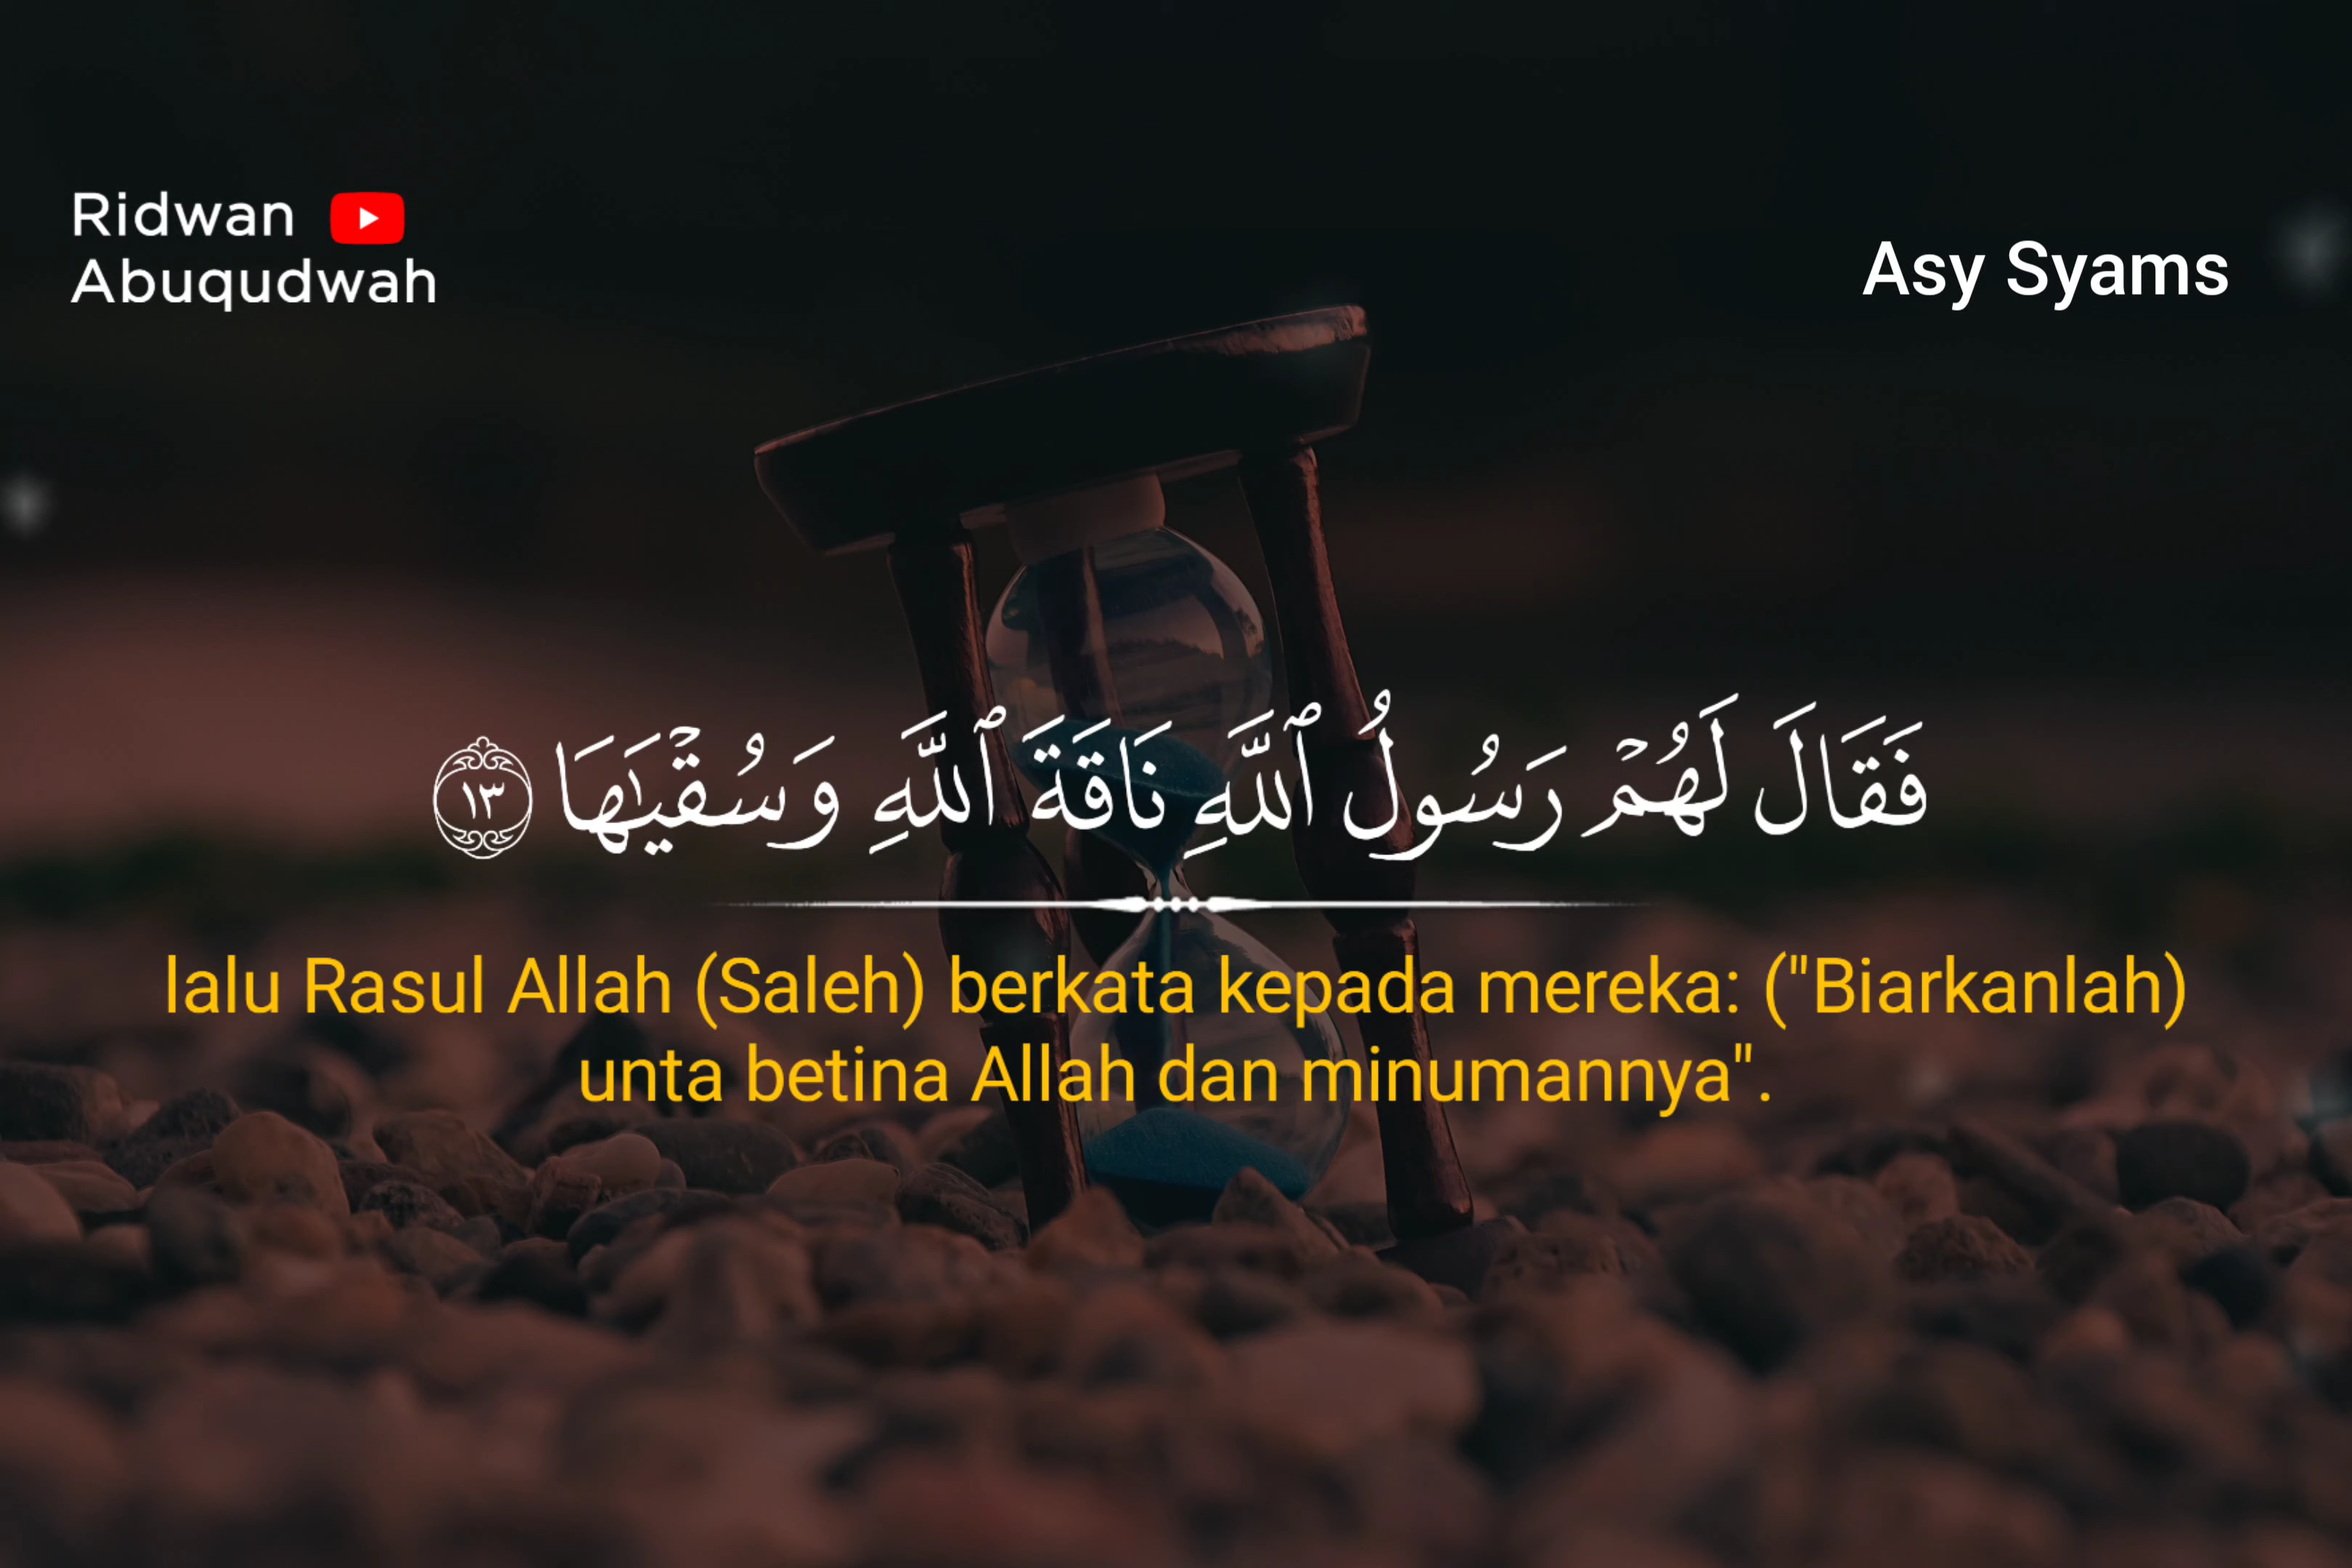 Ridwan
Abuqudwah
Asy Syams
فَقَالَ لَهُمْ رَسُولُ ٱللَّهِ نَاقَةَ ٱللَّهِ وَسُقْيَـٰهَا ١٣
lalu Rasul Allah (Saleh) berkata kepada mereka: ("Biarkanlah)
unta betina Allah dan minumannya".